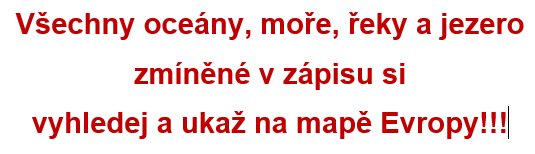 Všechny oceány, moře, řeky a jezero
zmíněné v zápisu si
vyhledej a ukaž na mapě Evropy!!!